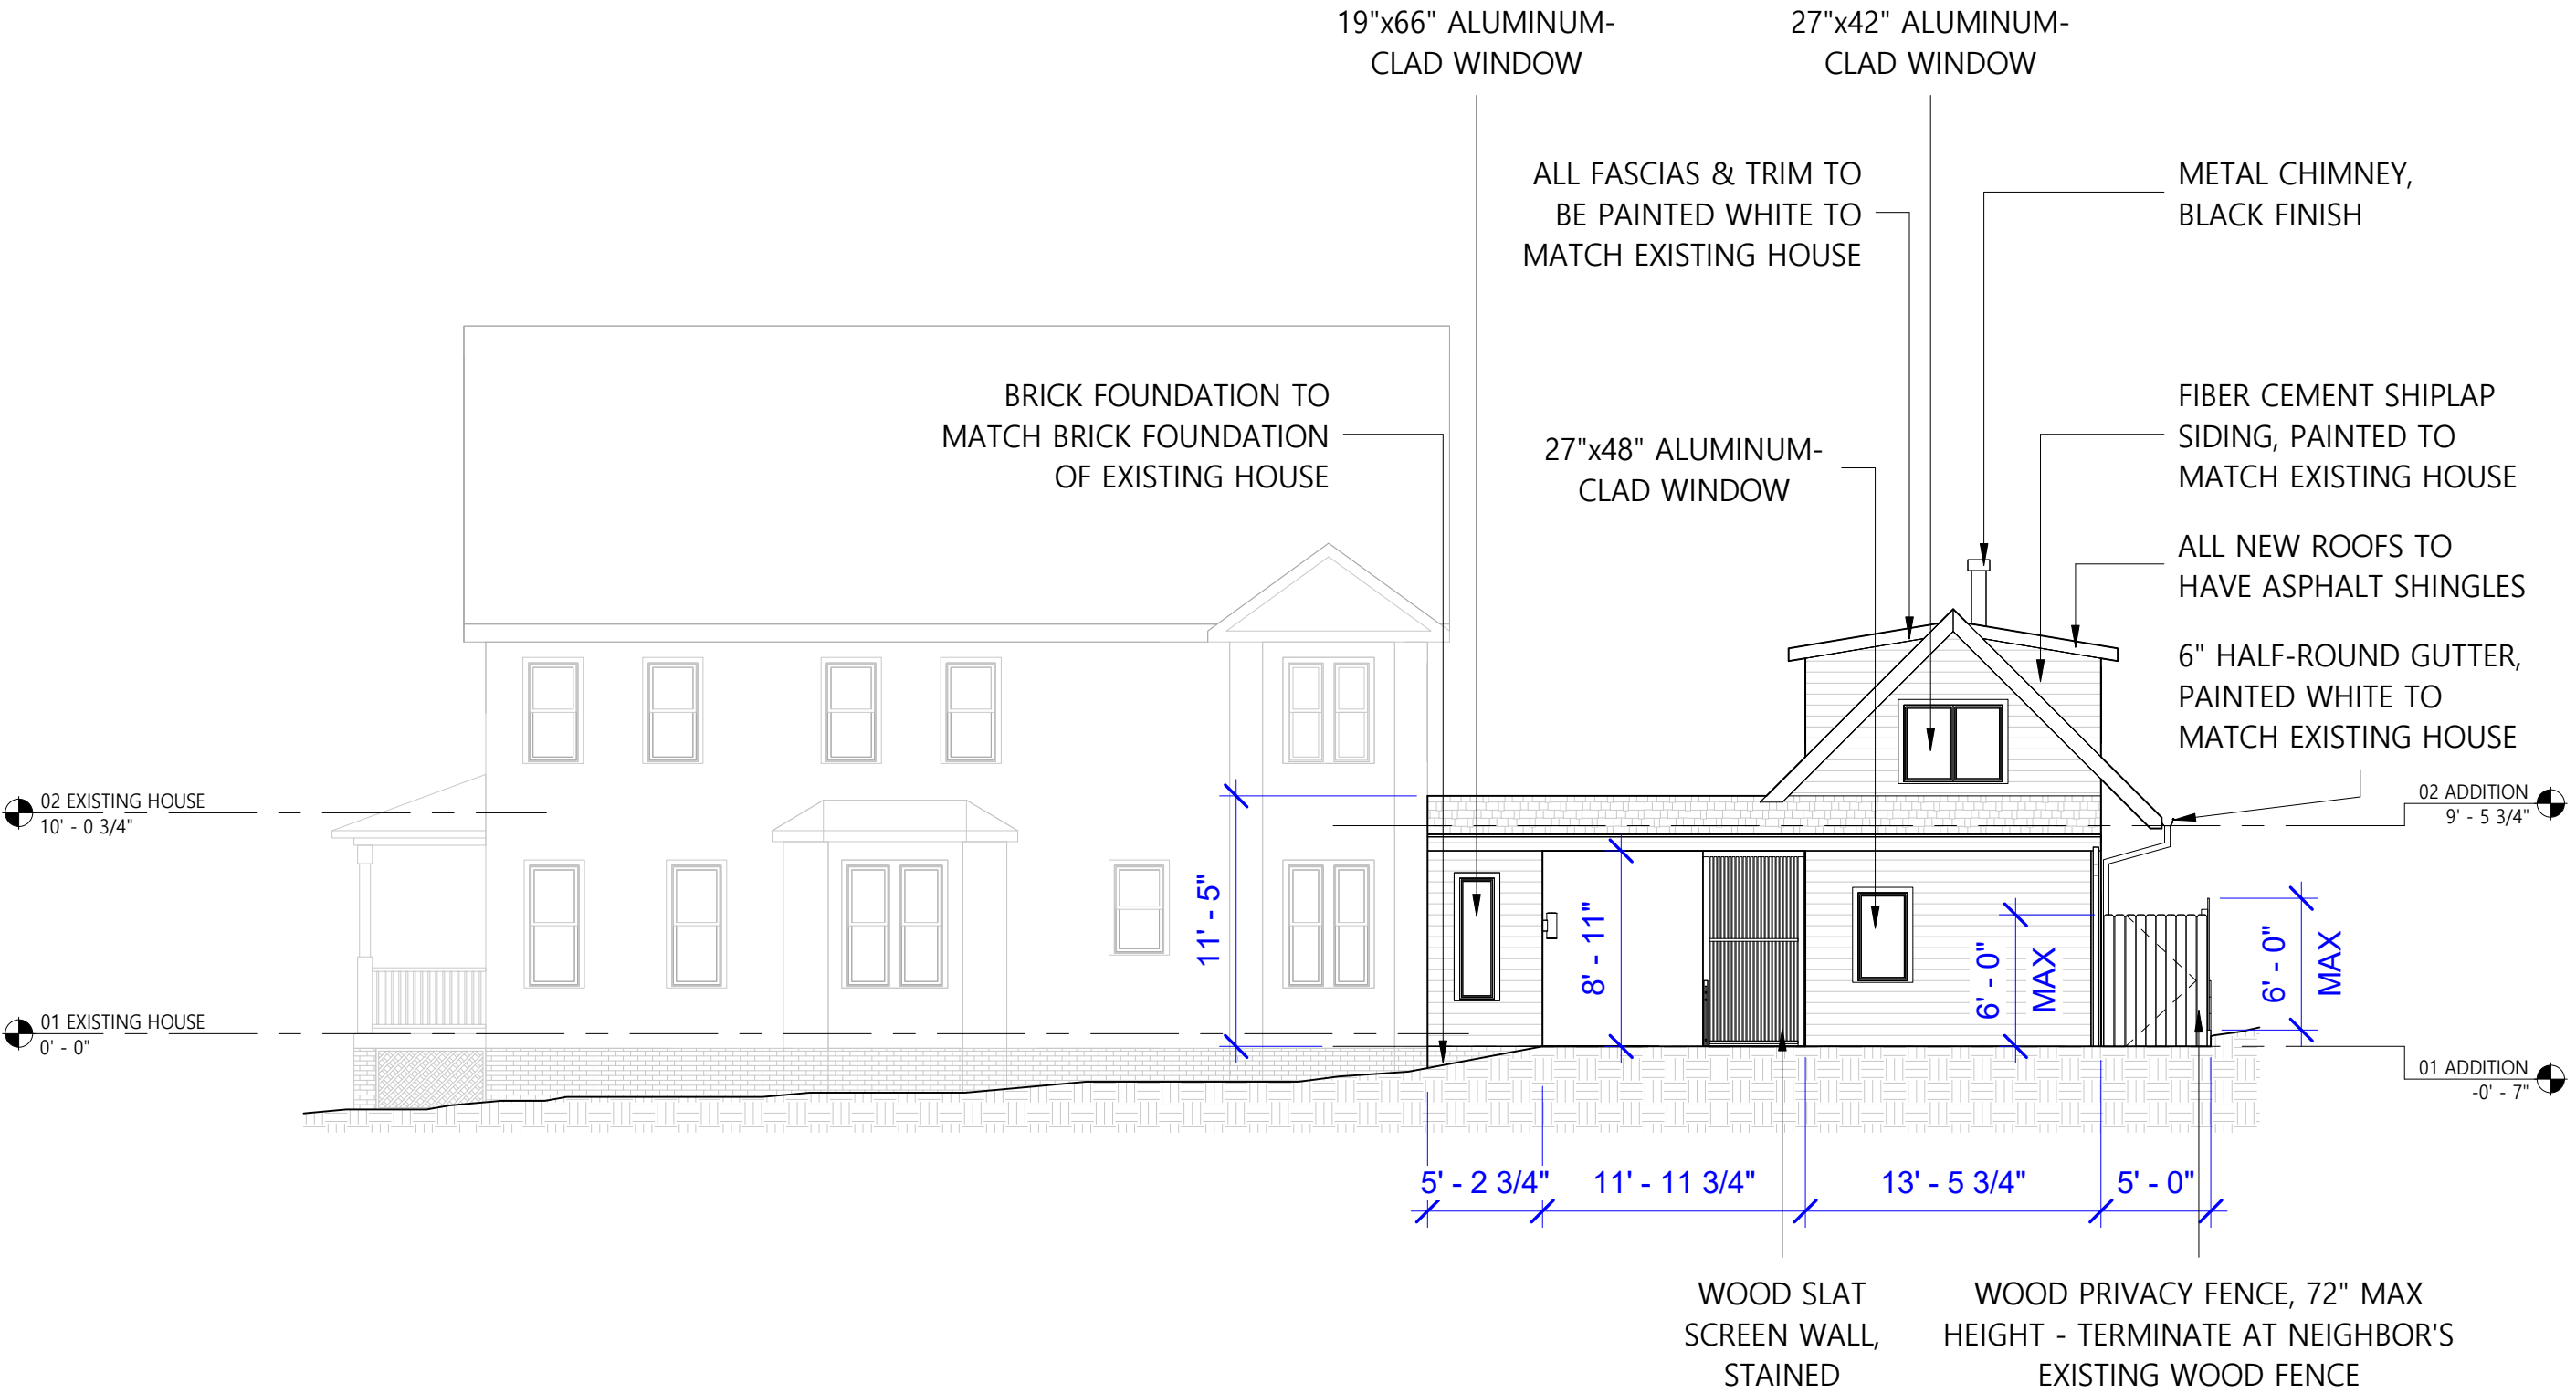 19"x66" ALUMINUM-
CLAD WINDOW
27"x42" ALUMINUM-
CLAD WINDOW
ALL FASCIAS & TRIM TO
BE PAINTED WHITE TO
MATCH EXISTING HOUSE
METAL CHIMNEY,
BLACK FINISH
BRICK FOUNDATION TO
MATCH BRICK FOUNDATION
OF EXISTING HOUSE
27"x48" ALUMINUM-
CLAD WINDOW
FIBER CEMENT SHIPLAP
SIDING, PAINTED TO
MATCH EXISTING HOUSE
ALL NEW ROOFS TO
HAVE ASPHALT SHINGLES
6" HALF-ROUND GUTTER,
PAINTED WHITE TO
MATCH EXISTING HOUSE
02 EXISTING HOUSE
10' - 0 3/4"
02 ADDITION
9' - 5 3/4"
11' - 5"
8' - 11"
6' - 0"
MAX
6' - 0"
MAX
01 EXISTING HOUSE
0' - 0"
01 ADDITION
-0' - 7"
5' - 2 3/4"
11' - 11 3/4"
13' - 5 3/4"
5' - 0"
WOOD SLAT
SCREEN WALL,
STAINED
WOOD PRIVACY FENCE, 72" MAX
HEIGHT - TERMINATE AT NEIGHBOR'S
EXISTING WOOD FENCE